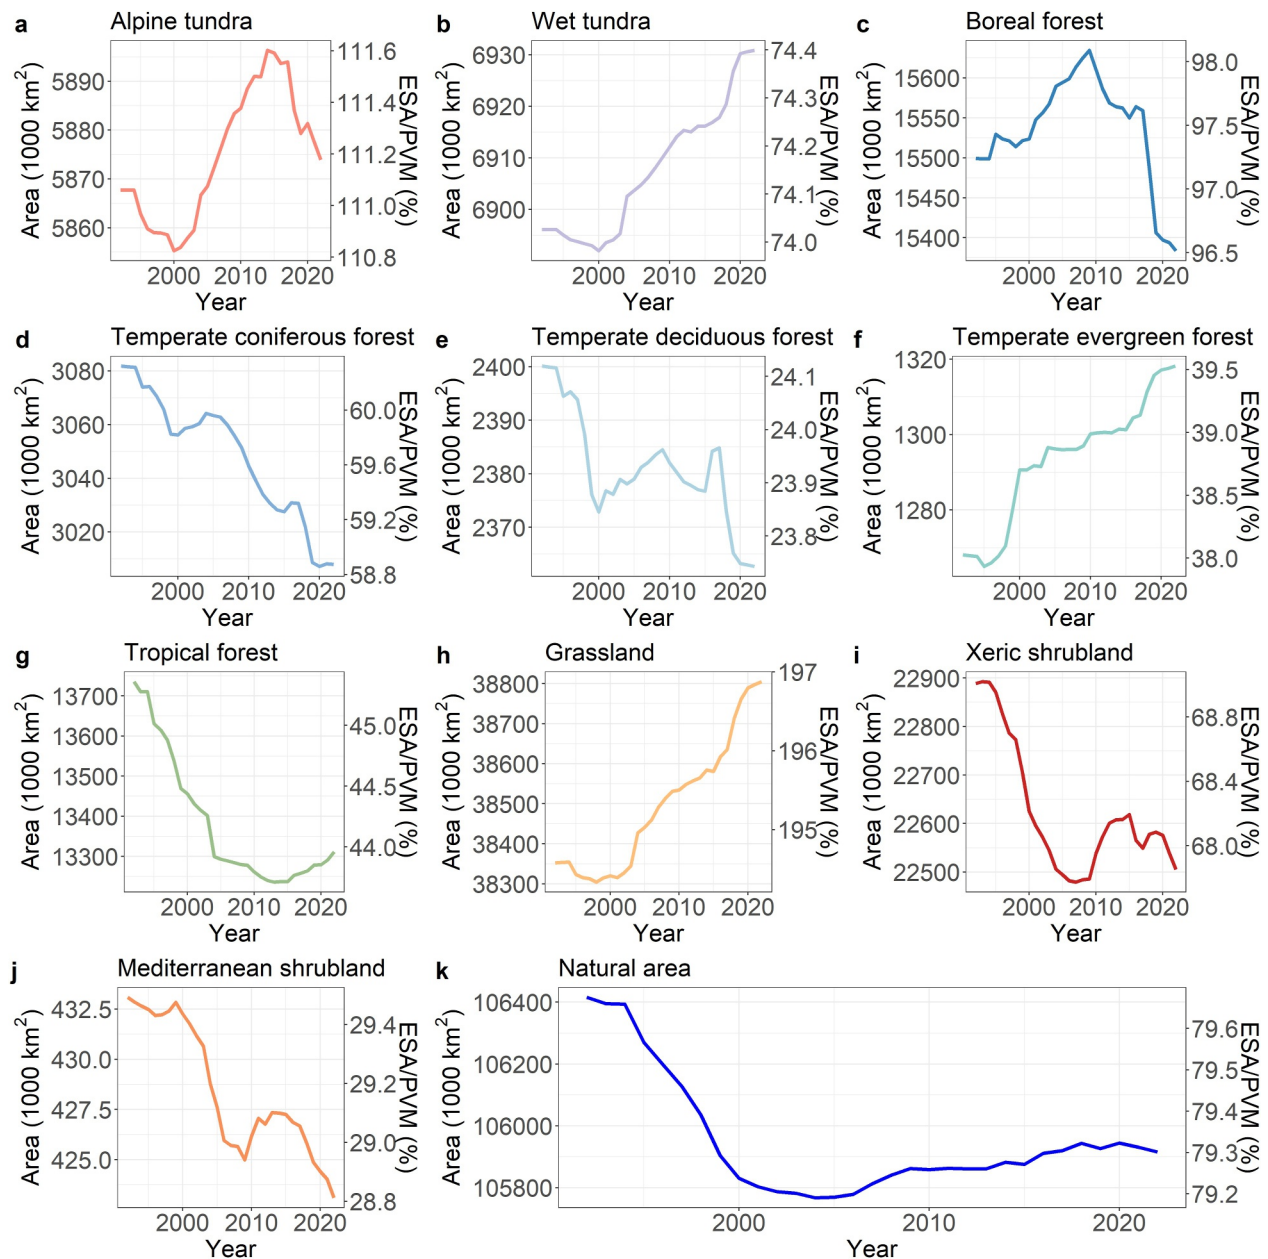 a Alpine tundra
Area (1000 km²)
5890
5880
5870
5860
111.6
111.4
111.2
111.0
110.8
ESA/PVM (%)
2000 2010 2020
Year
b Wet tundra
Area (1000 km²)
6930
6920
6910
6900
74.4
74.3
74.2
74.1
74.0
ESA/PVM (%)
2000 2010 2020
Year
c Boreal forest
Area (1000 km²)
15600
15550
15500
15450
15400
98.0
97.5
97.0
96.5
ESA/PVM (%)
2000 2010 2020
Year
d Temperate coniferous forest
Area (1000 km²)
3080
3060
3040
3020
60.0
59.6
59.2
58.8
ESA/PVM (%)
2000 2010 2020
Year
e Temperate deciduous forest
Area (1000 km²)
2400
2390
2380
2370
24.1
24.0
23.9
23.8
ESA/PVM (%)
2000 2010 2020
Year
f Temperate evergreen forest
Area (1000 km²)
1320
1300
1280
39.5
39.0
38.5
38.0
ESA/PVM (%)
2000 2010 2020
Year
g Tropical forest
Area (1000 km²)
13700
13600
13500
13400
13300
45.0
44.5
44.0
ESA/PVM (%)
2000 2010 2020
Year
h Grassland
Area (1000 km²)
38800
38700
38600
38500
38400
38300
197
196
195
ESA/PVM (%)
2000 2010 2020
Year
i Xeric shrubland
Area (1000 km²)
22900
22800
22700
22600
22500
68.8
68.4
68.0
ESA/PVM (%)
2000 2010 2020
Year
j Mediterranean shrubland
Area (1000 km²)
432.5
430.0
427.5
425.0
29.4
29.2
29.0
28.8
ESA/PVM (%)
2000 2010 2020
Year
k Natural area
Area (1000 km²)
106400
106200
106000
105800
79.6
79.5
79.4
79.3
79.2
ESA/PVM (%)
2000 2010 2020
Year